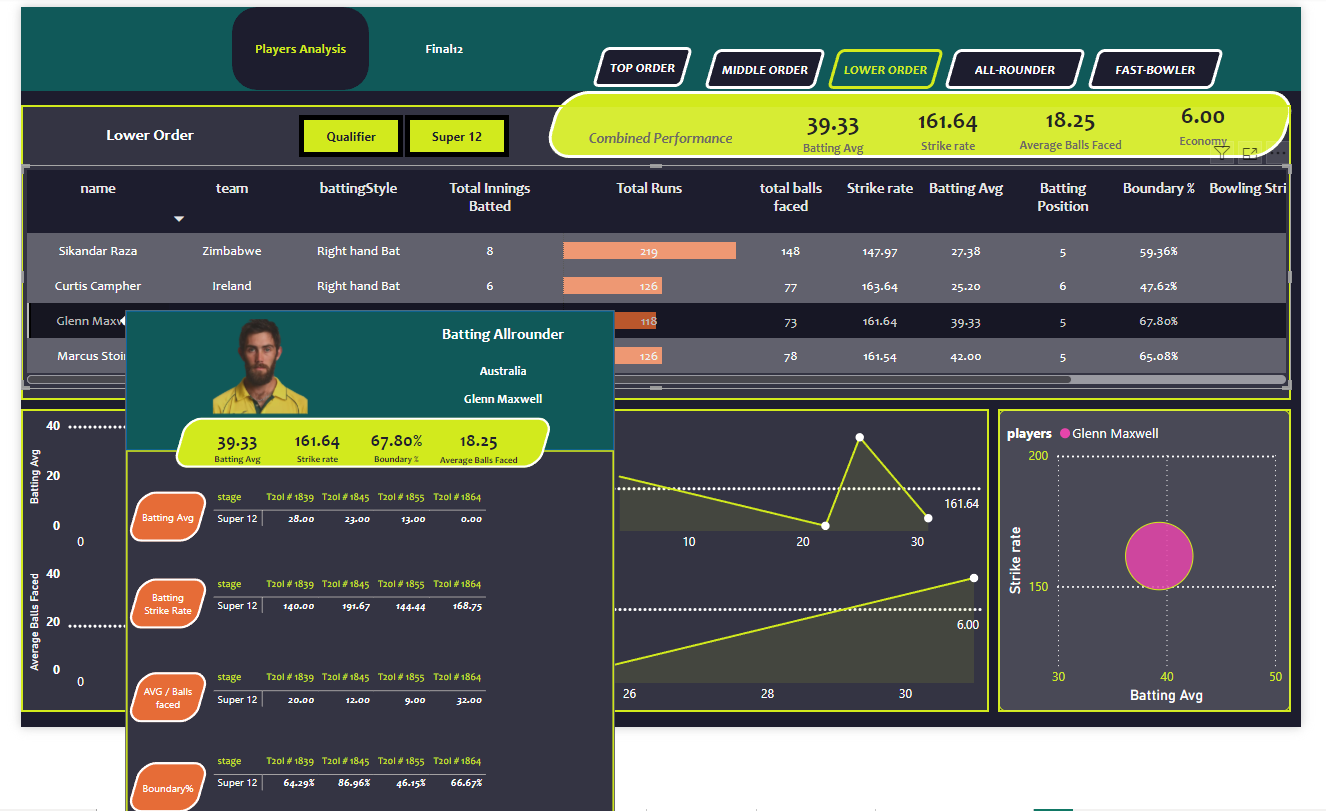 Players Analysis
Final12
TOP ORDER
MIDDLE ORDER
LOWER ORDER
ALL-ROUNDER
FAST-BOWLER
Lower Order
Qualifier
Super 12
Combined Performance
39.33
Batting Avg
161.64
Strike rate
18.25
Average Balls Faced
6.00
Economy
name team battingStyle Total Innings Batted Total Runs total balls faced Strike rate Batting Avg Batting Position Boundary % Bowling Stri
Sikandar Raza Zimbabwe Right hand Bat 8 219 148 147.97 27.38 5 59.36%
Curtis Campher Ireland Right hand Bat 6 126 77 163.64 25.20 6 47.62%
Glenn Maxw 118 73 161.64 39.33 5 67.80%
Marcus Stoi 126 78 161.54 42.00 5 65.08%
Batting Allrounder
Australia
Glenn Maxwell
39.33
Batting Avg
161.64
Strike rate
67.80%
Boundary %
18.25
Average Balls Faced
Batting Avg
stage T20I # 1839 T20I # 1845 T20I # 1855 T20I # 1864
Super 12 28.00 23.00 13.00 0.00
Batting
Strike Rate
stage T20I # 1839 T20I # 1845 T20I # 1855 T20I # 1864
Super 12 140.00 191.67 144.44 168.75
AVG / Balls
faced
stage T20I # 1839 T20I # 1845 T20I # 1855 T20I # 1864
Super 12 20.00 12.00 9.00 32.00
Boundary%
stage T20I # 1839 T20I # 1845 T20I # 1855 T20I # 1864
Super 12 64.29% 86.96% 46.15% 66.67%
Batting Avg
40
20
0
0
Average Balls Faced
40
20
0
0
161.64
10 20 30
6.00
26 28 30
players Glenn Maxwell
Strike rate
200
150
30 40 50
Batting Avg